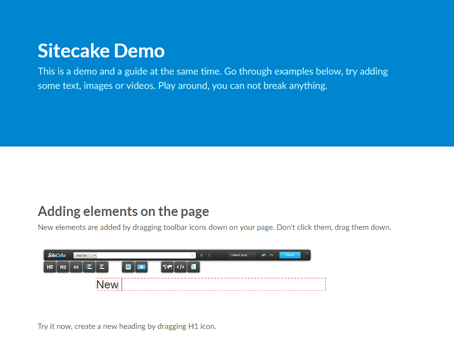 Sitecake Demo
This is a demo and a guide at the same time. Go through examples below, try adding
some text, images or videos. Play around, you can not break anything.
Adding elements on the page
New elements are added by dragging toolbar icons down on your page. Don't click them, drag them down.
SiteCake
H1 H2 H3
New
Try it now, create a new heading by dragging H1 icon.